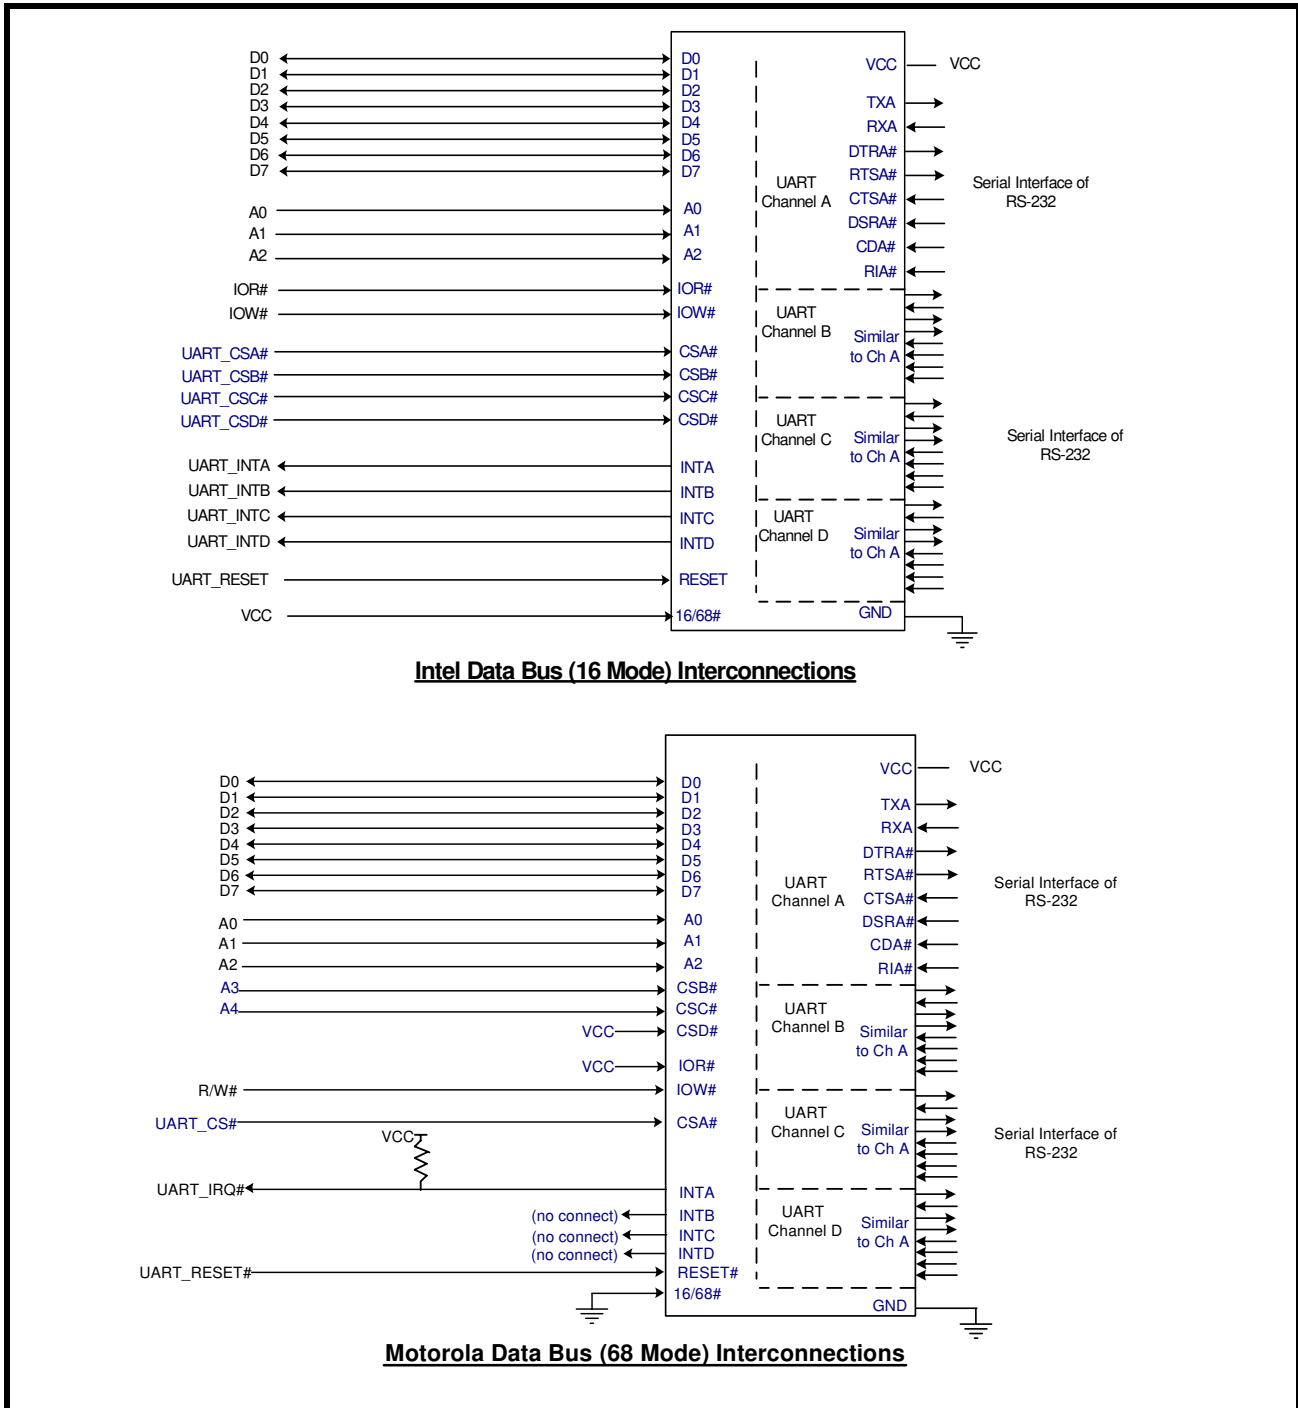 D0 D0
D1 D1
D2 D2
D3 D3
D4 D4
D5 D5
D6 D6
D7 D7
A0 A0
A1 A1
A2 A2
IOR# IOR#
IOW# IOW#
UART_CSA# CSA#
UART_CSB# CSB#
UART_CSC# CSC#
UART_CSD# CSD#
UART_INTA INTA
UART_INTB INTB
UART_INTC INTC
UART_INTD INTD
UART_RESET RESET
VCC 16/68#
UART
Channel A
UART
Channel B
UART
Channel C
UART
Channel D
VCC VCC
TXA
RXA
DTRA#
RTSA#
CTSA#
DSRA#
CDA#
RIA#
Similar
to Ch A
Similar
to Ch A
Similar
to Ch A
GND
Serial Interface of
RS-232
Serial Interface of
RS-232
Intel Data Bus (16 Mode) Interconnections
D0 D0
D1 D1
D2 D2
D3 D3
D4 D4
D5 D5
D6 D6
D7 D7
A0 A0
A1 A1
A2 A2
A3 CSB#
A4 CSC#
VCC CSD#
VCC IOR#
R/W# IOW#
UART_CS# CSA#
VCC
UART_IRQ# INTA
(no connect) INTB
(no connect) INTC
(no connect) INTD
UART_RESET# RESET#
16/68#
UART
Channel A
UART
Channel B
UART
Channel C
UART
Channel D
VCC VCC
TXA
RXA
DTRA#
RTSA#
CTSA#
DSRA#
CDA#
RIA#
Similar
to Ch A
Similar
to Ch A
Similar
to Ch A
GND
Serial Interface of
RS-232
Serial Interface of
RS-232
Motorola Data Bus (68 Mode) Interconnections